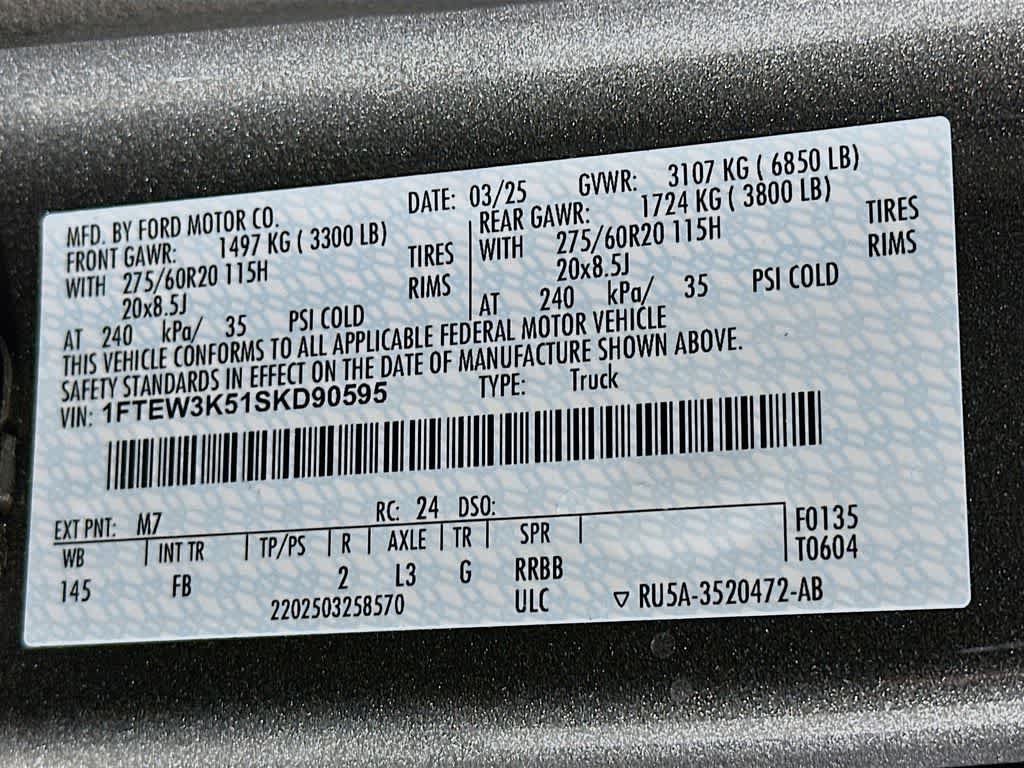 MFD. BY FORD MOTOR CO. DATE: 03/25 GVWR: 3107 KG ( 6850 LB)
FRONT GAWR: 1497 KG ( 3300 LB) REAR GAWR: 1724 KG ( 3800 LB)
WITH 275/60R20 115H TIRES WITH 275/60R20 115H TIRES
20x8.5J RIMS 20x8.5J RIMS
AT 240 kPa/ 35 PSI COLD AT 240 kPa/ 35 PSI COLD
THIS VEHICLE CONFORMS TO ALL APPLICABLE FEDERAL MOTOR VEHICLE
SAFETY STANDARDS IN EFFECT ON THE DATE OF MANUFACTURE SHOWN ABOVE.
VIN: 1FTEW3K51SKD90595 TYPE: Truck
EXT PNT: M7 RC: 24 DSO:
WB INT TR TP/PS R AXLE TR SPR F0135
T0604
145 FB 2 L3 G RRBB
2202503258570 ULC ▽ RU5A-3520472-AB